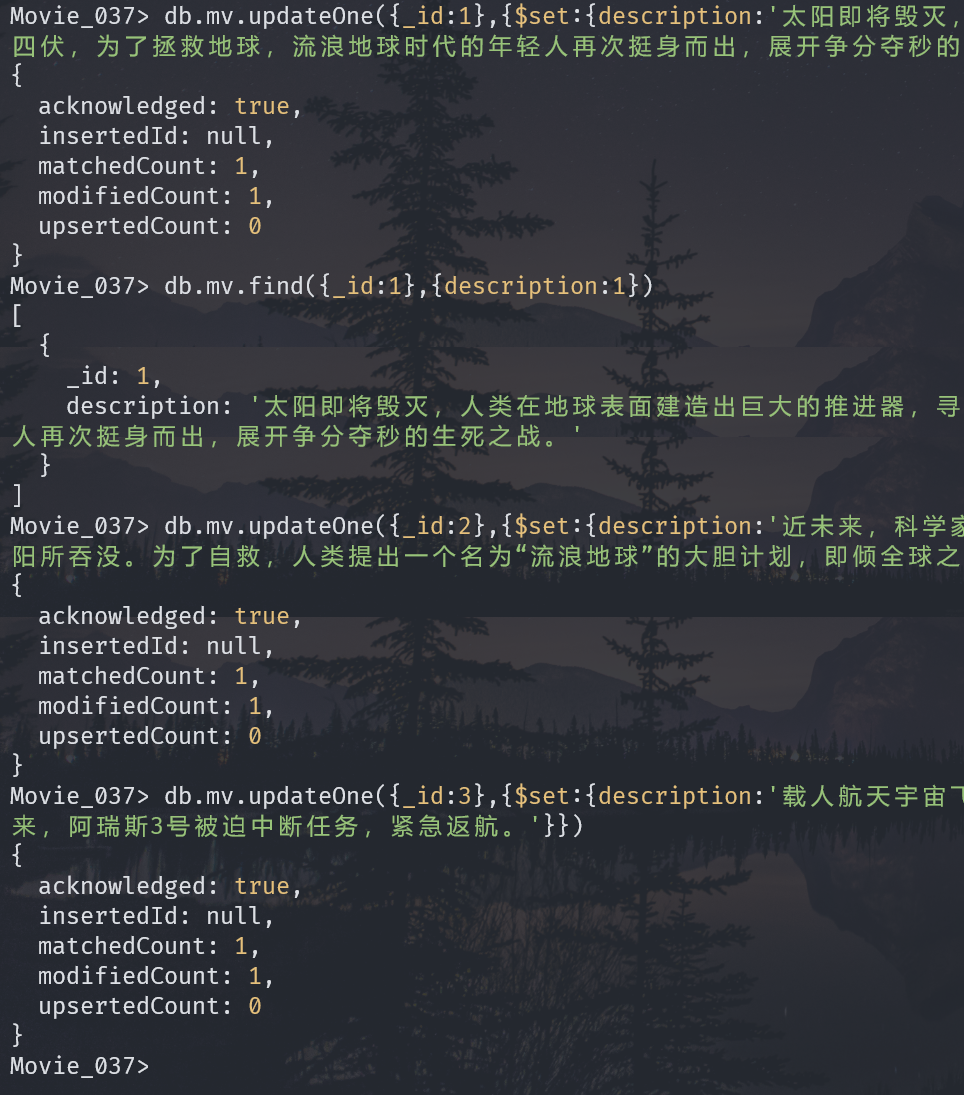 Movie_037> db.mv.updateOne({_id:1},{$set:{description:'太阳即将毁灭，
四伏，为了拯救地球，流浪地球时代的年轻人再次挺身而出，展开争分夺秒的
{
  acknowledged: true,
  insertedId: null,
  matchedCount: 1,
  modifiedCount: 1,
  upsertedCount: 0
}
Movie_037> db.mv.find({_id:1},{description:1})
[
  {
    _id: 1,
    description: '太阳即将毁灭，人类在地球表面建造出巨大的推进器，寻
人再次挺身而出，展开争分夺秒的生死之战。'
  }
]
Movie_037> db.mv.updateOne({_id:2},{$set:{description:'近未来，科学家
阳所吞没。为了自救，人类提出一个名为“流浪地球”的大胆计划，即倾全球之
{
  acknowledged: true,
  insertedId: null,
  matchedCount: 1,
  modifiedCount: 1,
  upsertedCount: 0
}
Movie_037> db.mv.updateOne({_id:3},{$set:{description:'载人航天宇宙飞
来，阿瑞斯3号被迫中断任务，紧急返航。'}})
{
  acknowledged: true,
  insertedId: null,
  matchedCount: 1,
  modifiedCount: 1,
  upsertedCount: 0
}
Movie_037>